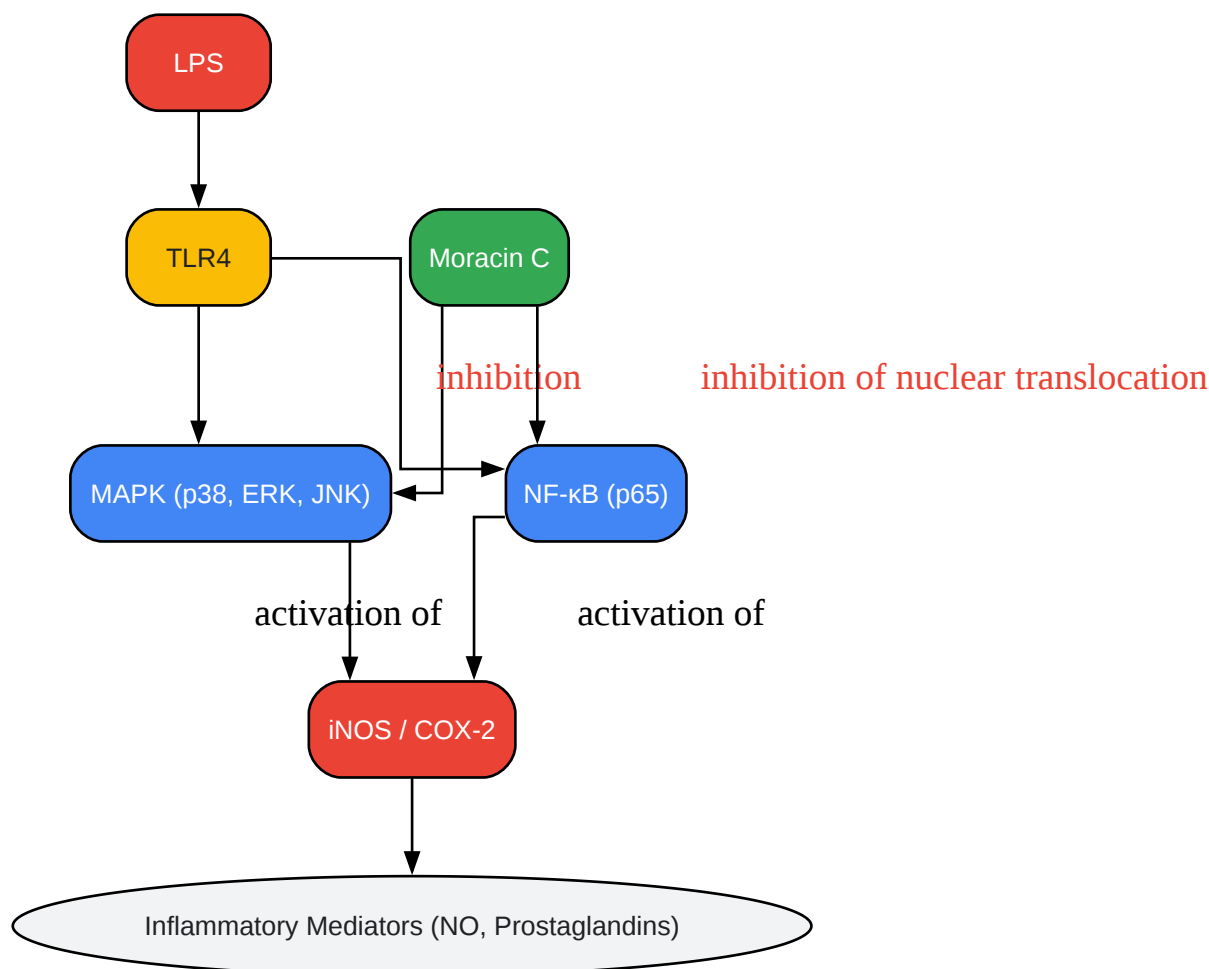 LPS
TLR4
Moracin C
inhibition
inhibition of nuclear translocation
MAPK (p38, ERK, JNK)
NF-κB (p65)
activation of
activation of
iNOS / COX-2
Inflammatory Mediators (NO, Prostaglandins)